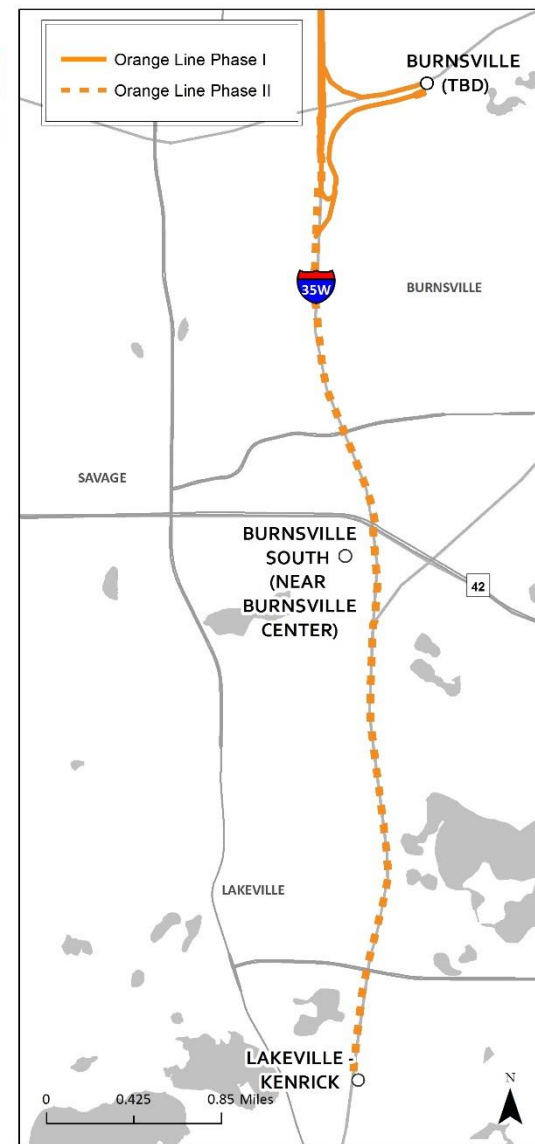 Orange Line Phase I
Orange Line Phase II
BURNSVILLE
(TBD)
35W
BURNSVILLE
SAVAGE
BURNSVILLE
SOUTH
(NEAR
BURNSVILLE
CENTER)
42
LAKEVILLE
LAKEVILLE -
KENRICK
0 0.425 0.85 Miles
N